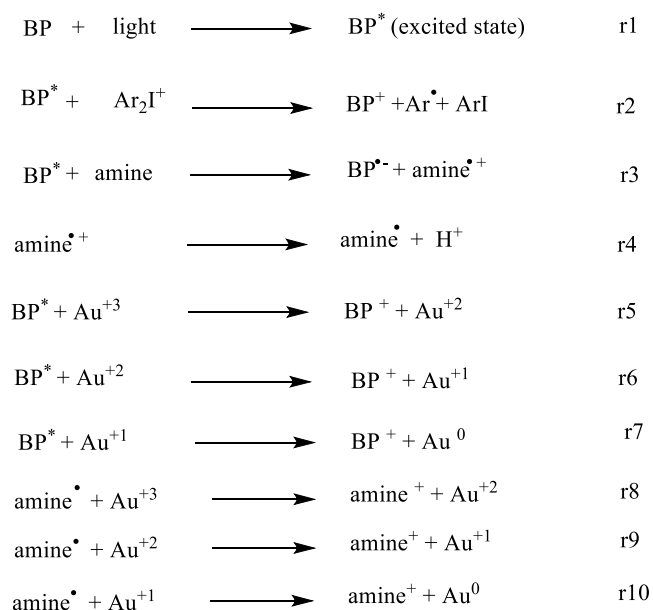 BP + light ⟶ BP* (excited state) r1
BP* + Ar₂I⁺ ⟶ BP⁺ +Ar•+ ArI r2
BP* + amine ⟶ BP•- + amine•+ r3
amine•+ ⟶ amine• + H⁺ r4
BP* + Au⁺³ ⟶ BP ⁺ + Au⁺² r5
BP* + Au⁺² ⟶ BP ⁺ + Au⁺¹ r6
BP* + Au⁺¹ ⟶ BP ⁺ + Au ⁰ r7
amine• + Au⁺³ ⟶ amine ⁺ + Au⁺² r8
amine• + Au⁺² ⟶ amine⁺ + Au⁺¹ r9
amine• + Au⁺¹ ⟶ amine⁺ + Au⁰ r10